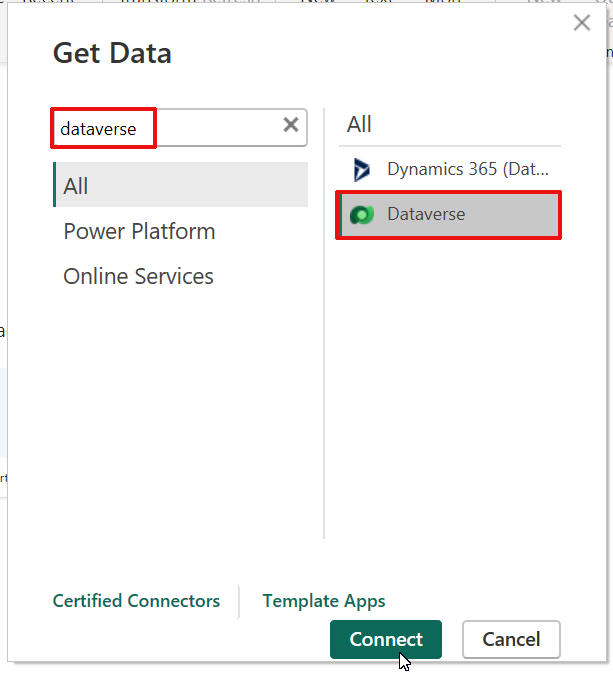 Get Data
dataverse
All
Power Platform
Online Services
All
Dynamics 365 (Dat...
Dataverse
Certified Connectors
Template Apps
Connect
Cancel